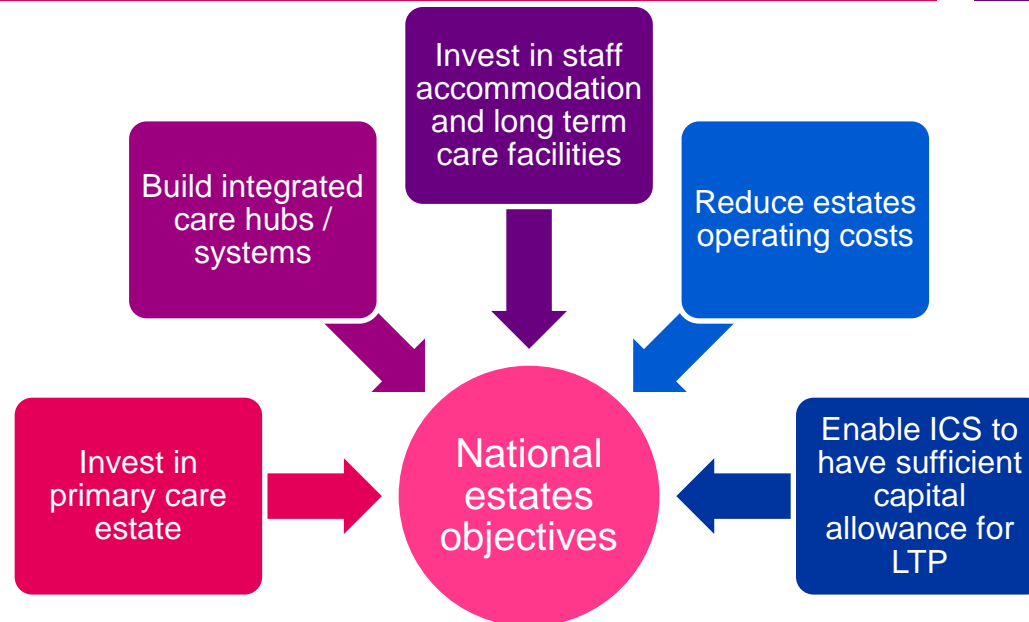 Invest in staff
accommodation
and long term
care facilities
Build integrated
care hubs /
systems
Reduce estates
operating costs
Invest in
primary care
estate
National
estates
objectives
Enable ICS to
have sufficient
capital
allowance for
LTP